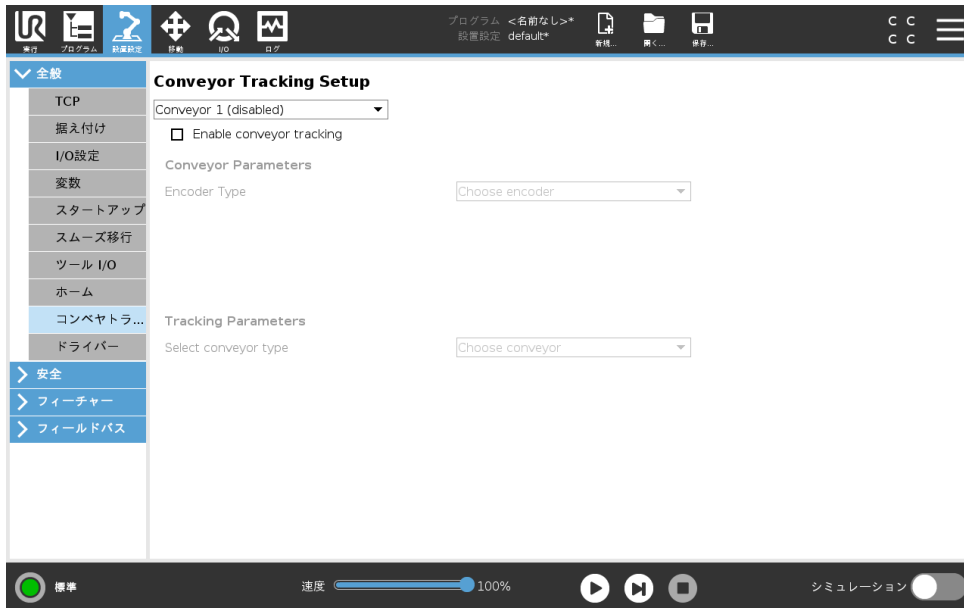 プログラム <名前なし>*
設置設定 default*
実行
プログラム
設置設定
移動
I/O
ログ
新規...
開く...
保存...
C C
C C
全般
TCP
据え付け
I/O設定
変数
スタートアップ
スムーズ移行
ツール I/O
ホーム
コンベヤトラ...
ドライバー
安全
フィーチャー
フィールドバス
Conveyor Tracking Setup
Conveyor 1 (disabled)
Enable conveyor tracking
Conveyor Parameters
Encoder Type
Choose encoder
Tracking Parameters
Select conveyor type
Choose conveyor
標準
速度
100%
シミュレーション